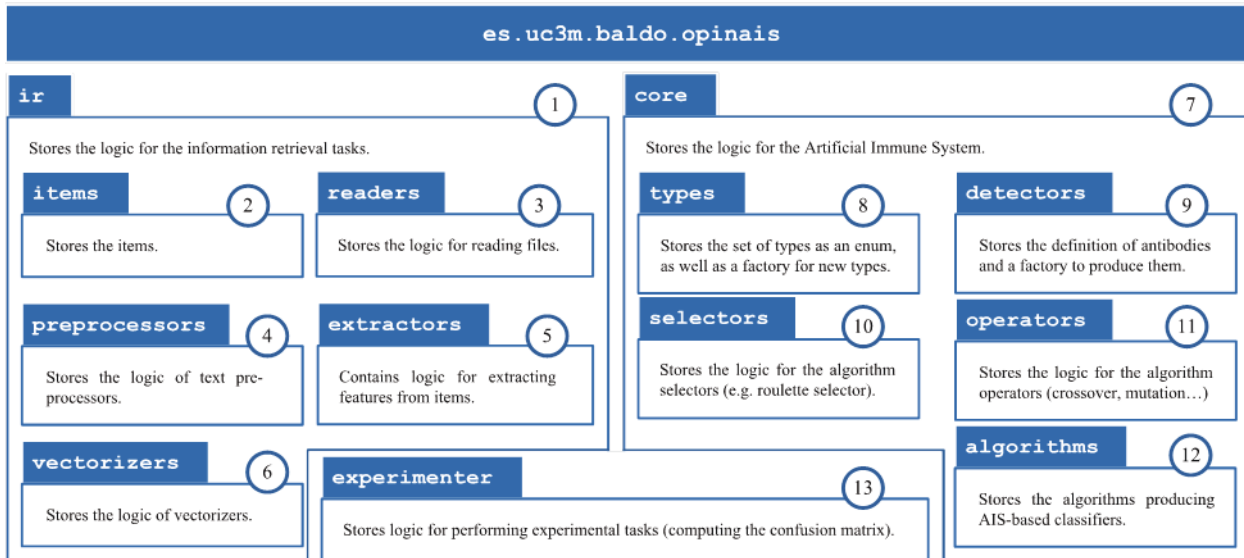 es.uc3m.baldo.opinais
ir
1
Stores the logic for the information retrieval tasks.
items
2
Stores the items.
readers
3
Stores the logic for reading files.
preprocessors
4
Stores the logic of text pre-
processors.
extractors
5
Contains logic for extracting
features from items.
vectorizers
6
Stores the logic of vectorizers.
core
7
Stores the logic for the Artificial Immune System.
types
8
Stores the set of types as an enum,
as well as a factory for new types.
detectors
9
Stores the definition of antibodies
and a factory to produce them.
selectors
10
Stores the logic for the algorithm
selectors (e.g. roulette selector).
operators
11
Stores the logic for the algorithm
operators (crossover, mutation…)
algorithms
12
Stores the algorithms producing
AIS-based classifiers.
experimenter
13
Stores logic for performing experimental tasks (computing the confusion matrix).